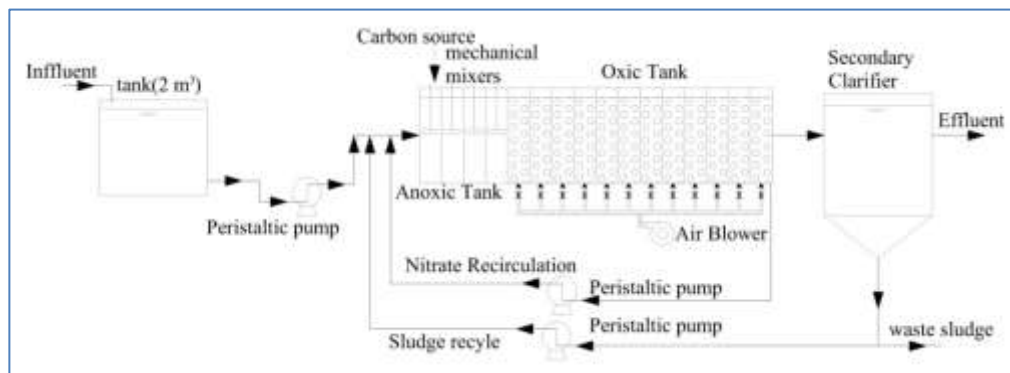 Carbon source
mechanical
mixers
Oxic Tank
Secondary
Clarifier
Inffluent
tank(2 m³)
Effluent
Anoxic Tank
Peristaltic pump
Air Blower
Nitrate Recirculation
Peristaltic pump
Peristaltic pump
Sludge recyle
waste sludge